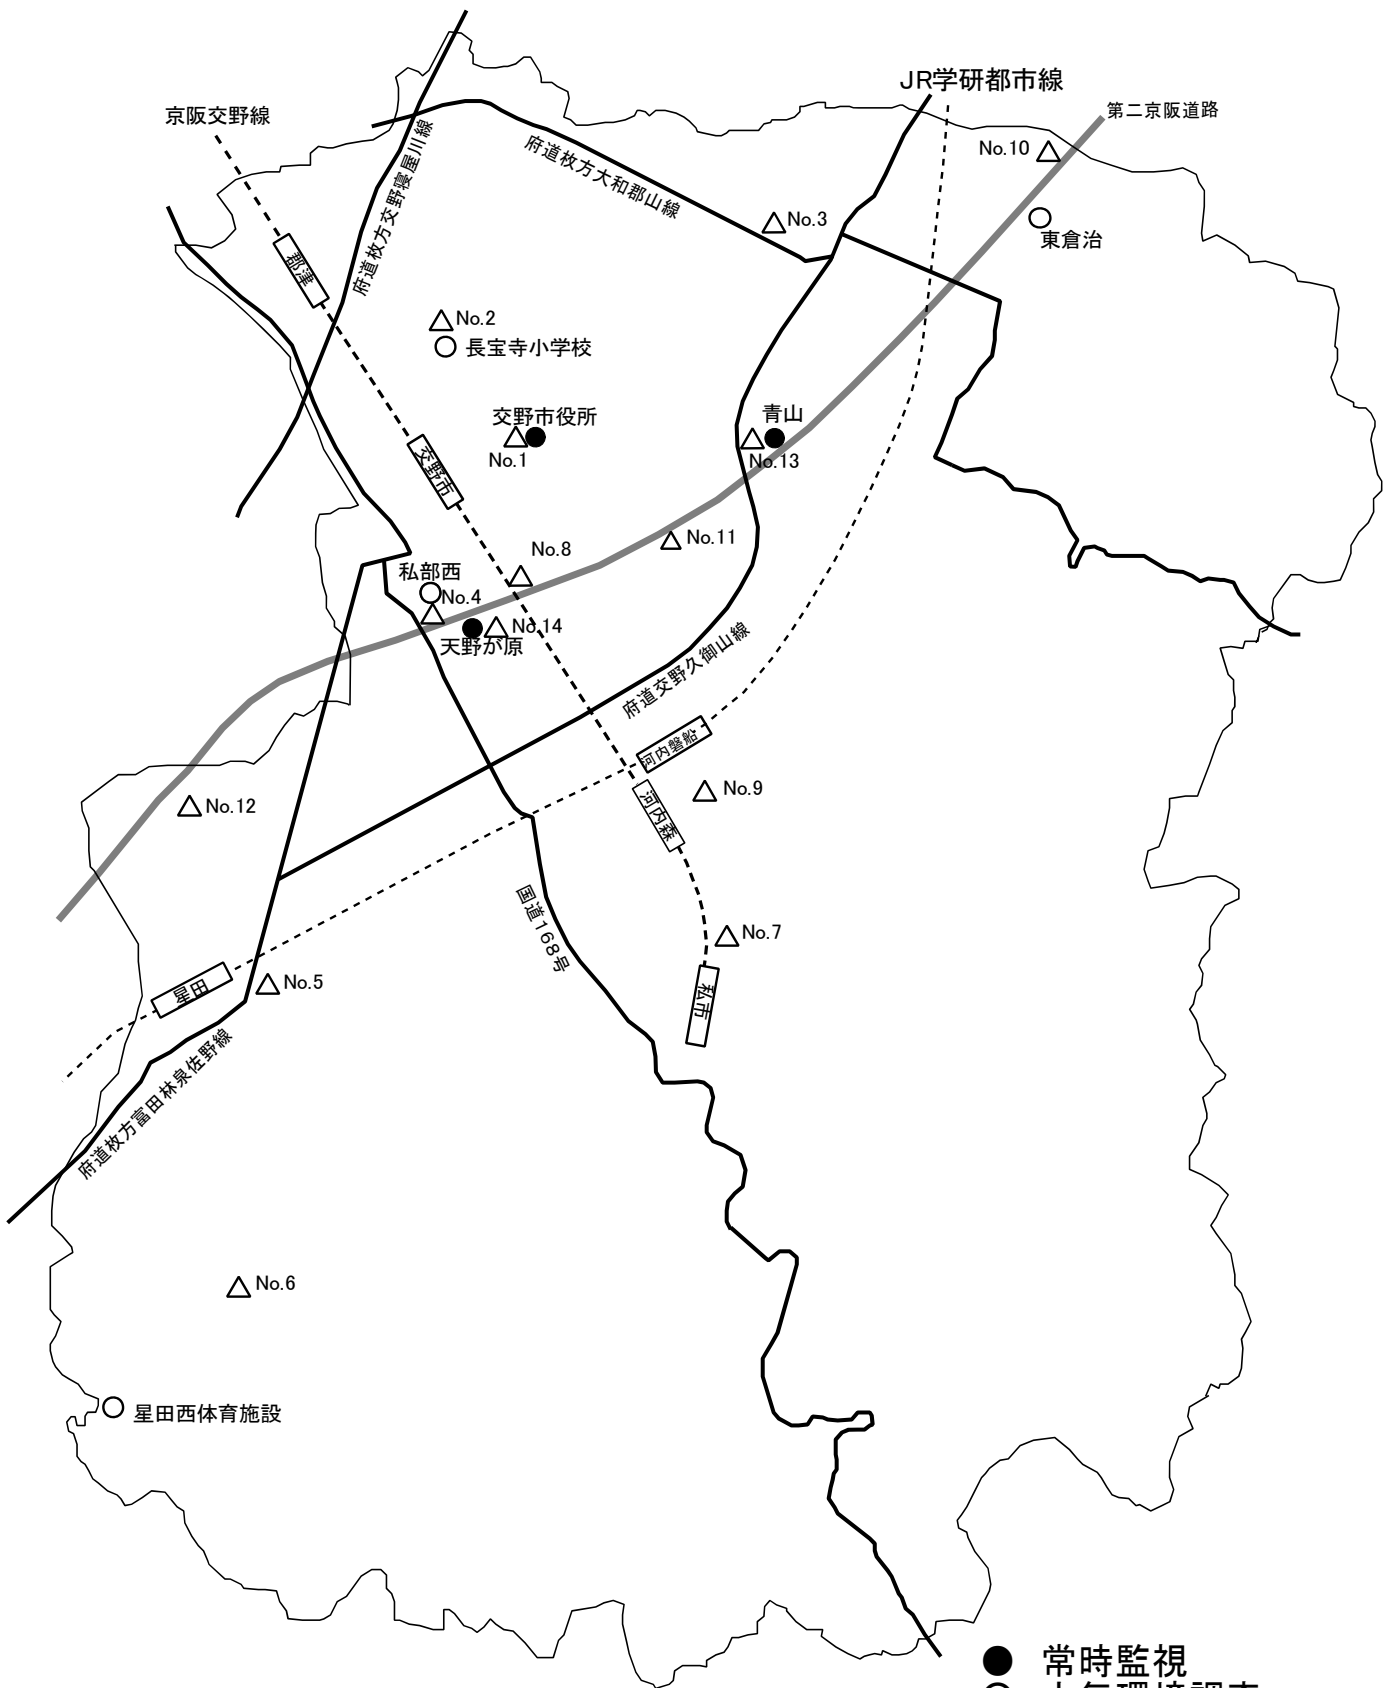 JR学研都市線
京阪交野線
第二京阪道路
府道枚方交野寝屋川線
府道枚方大和郡山線
No.10
No.3
東倉治
郡津
No.2
長宝寺小学校
交野市役所
No.1
青山
No.13
交野市
No.11
No.8
私部西
No.4
No.14
天野が原
府道交野久御山線
河内磐船
No.9
河内森
No.12
国道168号
No.7
星田
No.5
私市
府道枚方富田林泉佐野線
No.6
星田西体育施設
常時監視